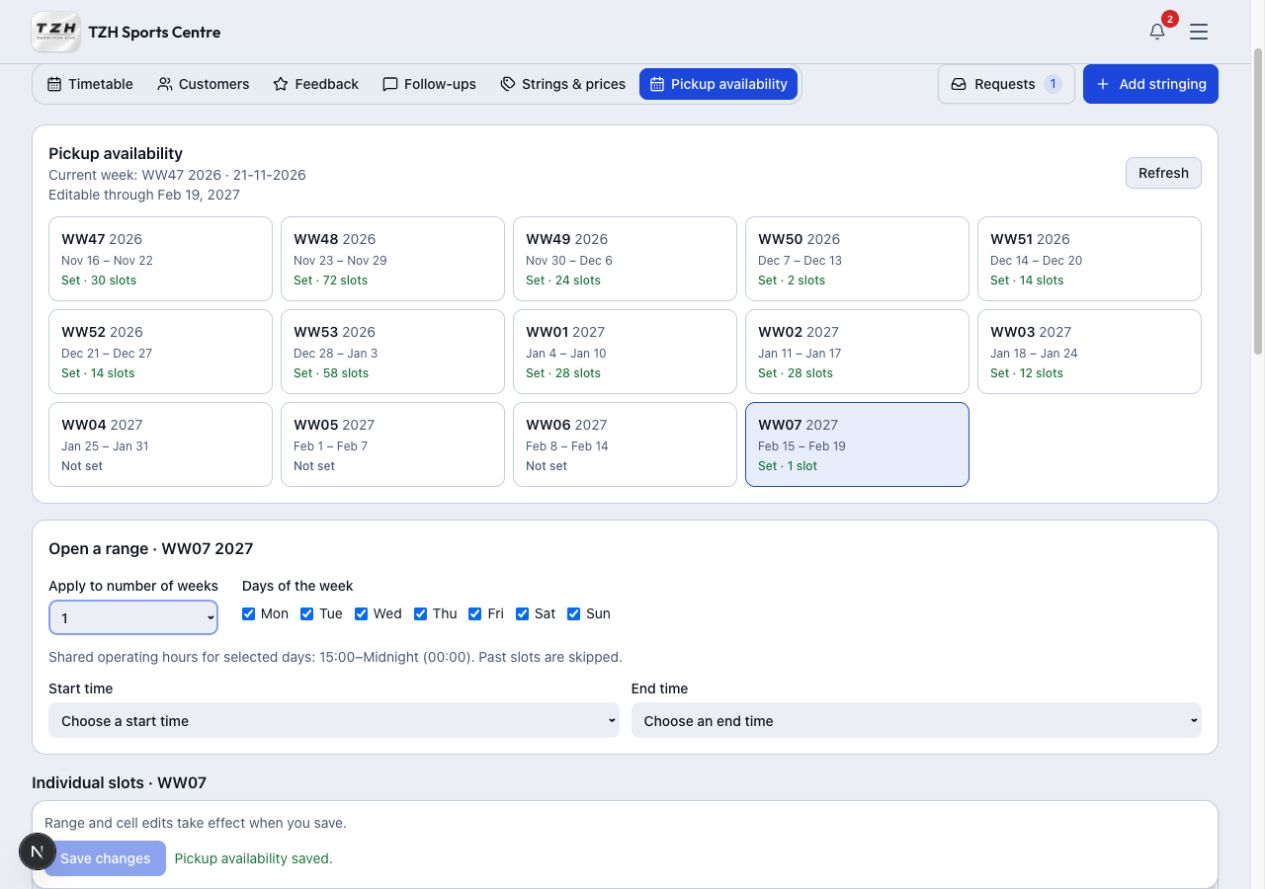 TZH
TZH Sports Centre
2
Timetable
Customers
Feedback
Follow-ups
Strings & prices
Pickup availability
Requests 1
+ Add stringing
Pickup availability
Current week: WW47 2026 · 21-11-2026
Editable through Feb 19, 2027
Refresh
WW47 2026
Nov 16 – Nov 22
Set · 30 slots
WW48 2026
Nov 23 – Nov 29
Set · 72 slots
WW49 2026
Nov 30 – Dec 6
Set · 24 slots
WW50 2026
Dec 7 – Dec 13
Set · 2 slots
WW51 2026
Dec 14 – Dec 20
Set · 14 slots
WW52 2026
Dec 21 – Dec 27
Set · 14 slots
WW53 2026
Dec 28 – Jan 3
Set · 58 slots
WW01 2027
Jan 4 – Jan 10
Set · 28 slots
WW02 2027
Jan 11 – Jan 17
Set · 28 slots
WW03 2027
Jan 18 – Jan 24
Set · 12 slots
WW04 2027
Jan 25 – Jan 31
Not set
WW05 2027
Feb 1 – Feb 7
Not set
WW06 2027
Feb 8 – Feb 14
Not set
WW07 2027
Feb 15 – Feb 19
Set · 1 slot
Open a range · WW07 2027
Apply to number of weeks
1
Days of the week
Mon Tue Wed Thu Fri Sat Sun
Shared operating hours for selected days: 15:00–Midnight (00:00). Past slots are skipped.
Start time
Choose a start time
End time
Choose an end time
Individual slots · WW07
Range and cell edits take effect when you save.
N
Save changes
Pickup availability saved.